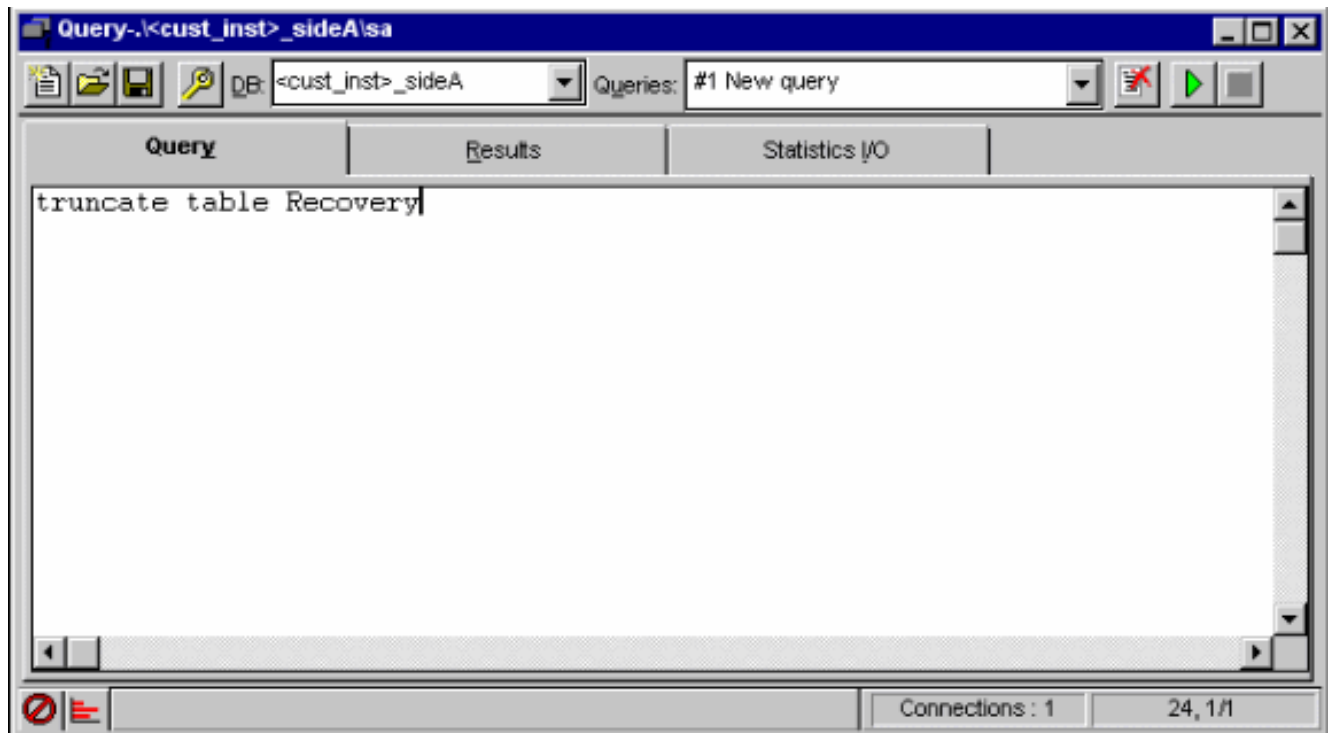 Query-.\<cust_inst>_sideA\sa
DB: <cust_inst>_sideA Queries: #1 New query
Query Results Statistics I/O
truncate table Recovery
Connections : 1 24, 1/1